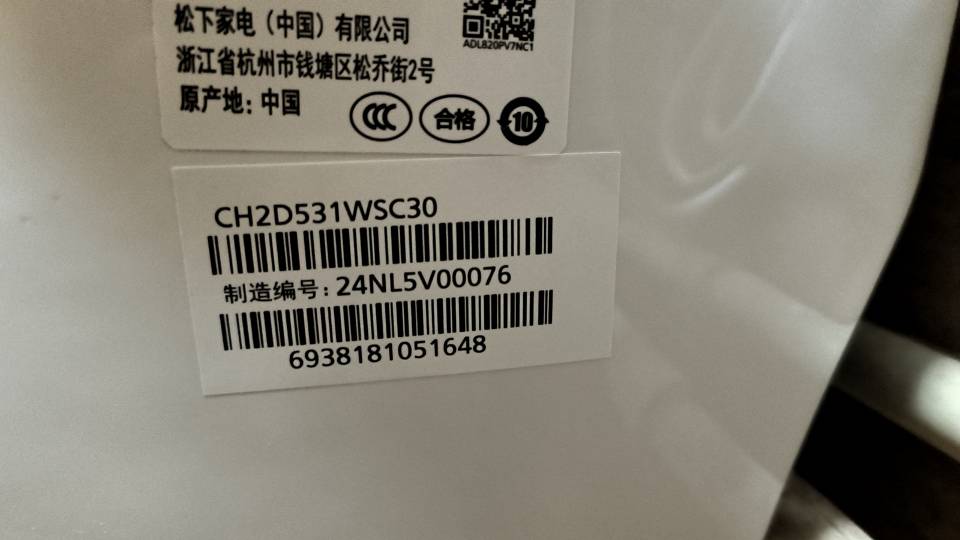 松下家电（中国）有限公司
ADL820PV7NC1
浙江省杭州市钱塘区松乔街2号
原产地：中国
CCC
合格
10
CH2D531WSC30
制造编号：24NL5V00076
6938181051648